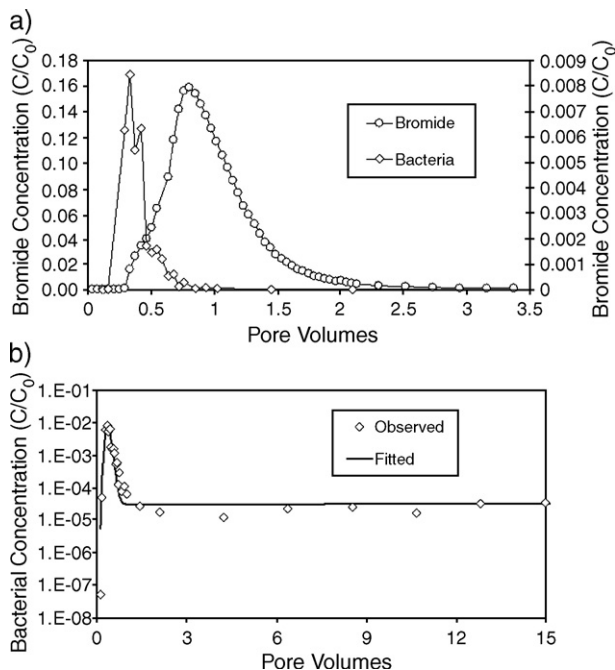 a)
Bromide Concentration (C/C0)
0.18
0.16
0.14
0.12
0.10
0.08
0.06
0.04
0.02
0.00
0
0.5
1
1.5
2
2.5
3
3.5
Pore Volumes
Bromide
Bacteria
0.009
0.008
0.007
0.006
0.005
0.004
0.003
0.002
0.001
0
Bromide Concentration (C/C0)
b)
Bacterial Concentration (C/C0)
1.E-01
1.E-02
1.E-03
1.E-04
1.E-05
1.E-06
1.E-07
1.E-08
0
3
6
9
12
15
Pore Volumes
Observed
Fitted